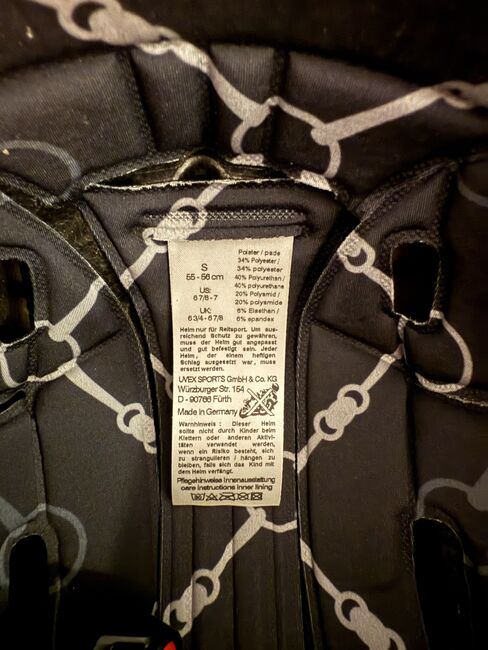 S
55 - 56 cm
US:
6 7/8 - 7
UK:
6 3/4 - 6 7/8
Polster / pads
34% Polyester /
34% polyester
40% Polyurethan /
40% polyurethane
20% Polyamid /
20% polyamide
6% Elasthan /
6% spandex
Helm nur für Reitsport. Um aus-
reichend Schutz zu gewähren,
muss der Helm gut angepasst
und gut befestigt sein. Jeder
Helm, der einem heftigen
Schlag ausgesetzt war, muss
ersetzt werden.
UVEX SPORTS GmbH & Co. KG
Würzburger Str. 154
D - 90766 Fürth
Made in Germany
Warnhinweis : Dieser Helm
sollte nicht durch Kinder beim
Klettern oder anderen Aktivi-
täten verwendet werden,
wenn ein Risiko besteht, sich
zu strangulieren / hängen zu
bleiben, falls sich das Kind mit
dem Helm verfängt.
Pflegehinweise Innenausstattung
care instructions inner lining